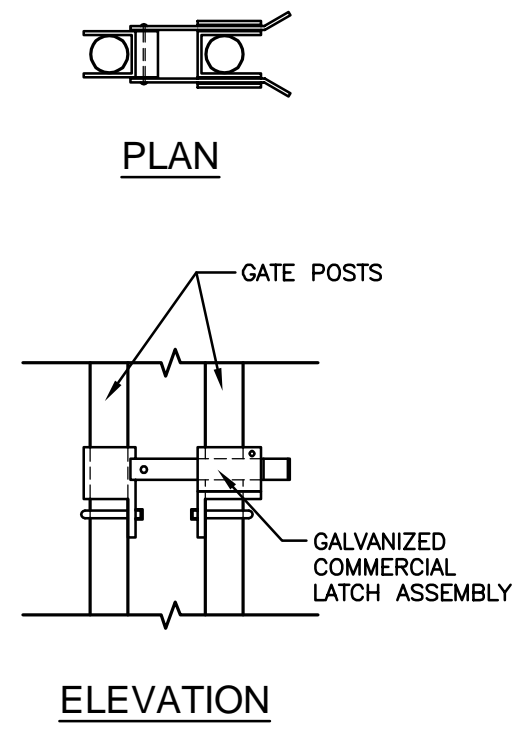 PLAN
GATE POSTS
GALVANIZED
COMMERCIAL
LATCH ASSEMBLY
ELEVATION